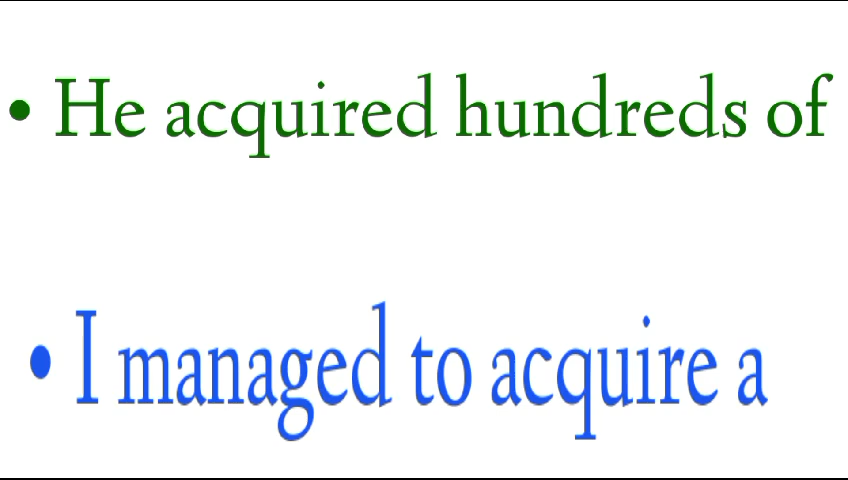 • He acquired hundreds of
• I managed to acquire a